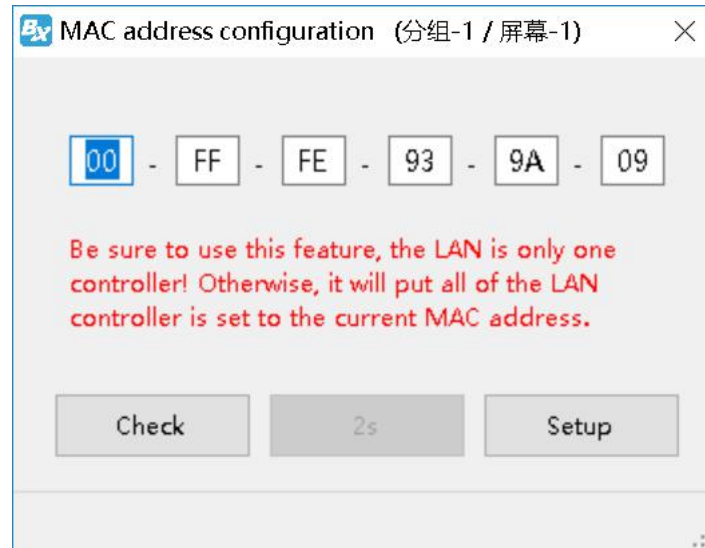 BX MAC address configuration (分组-1 / 屏幕-1)
00 - FF - FE - 93 - 9A - 09
Be sure to use this feature, the LAN is only one
controller! Otherwise, it will put all of the LAN
controller is set to the current MAC address.
Check 2s Setup